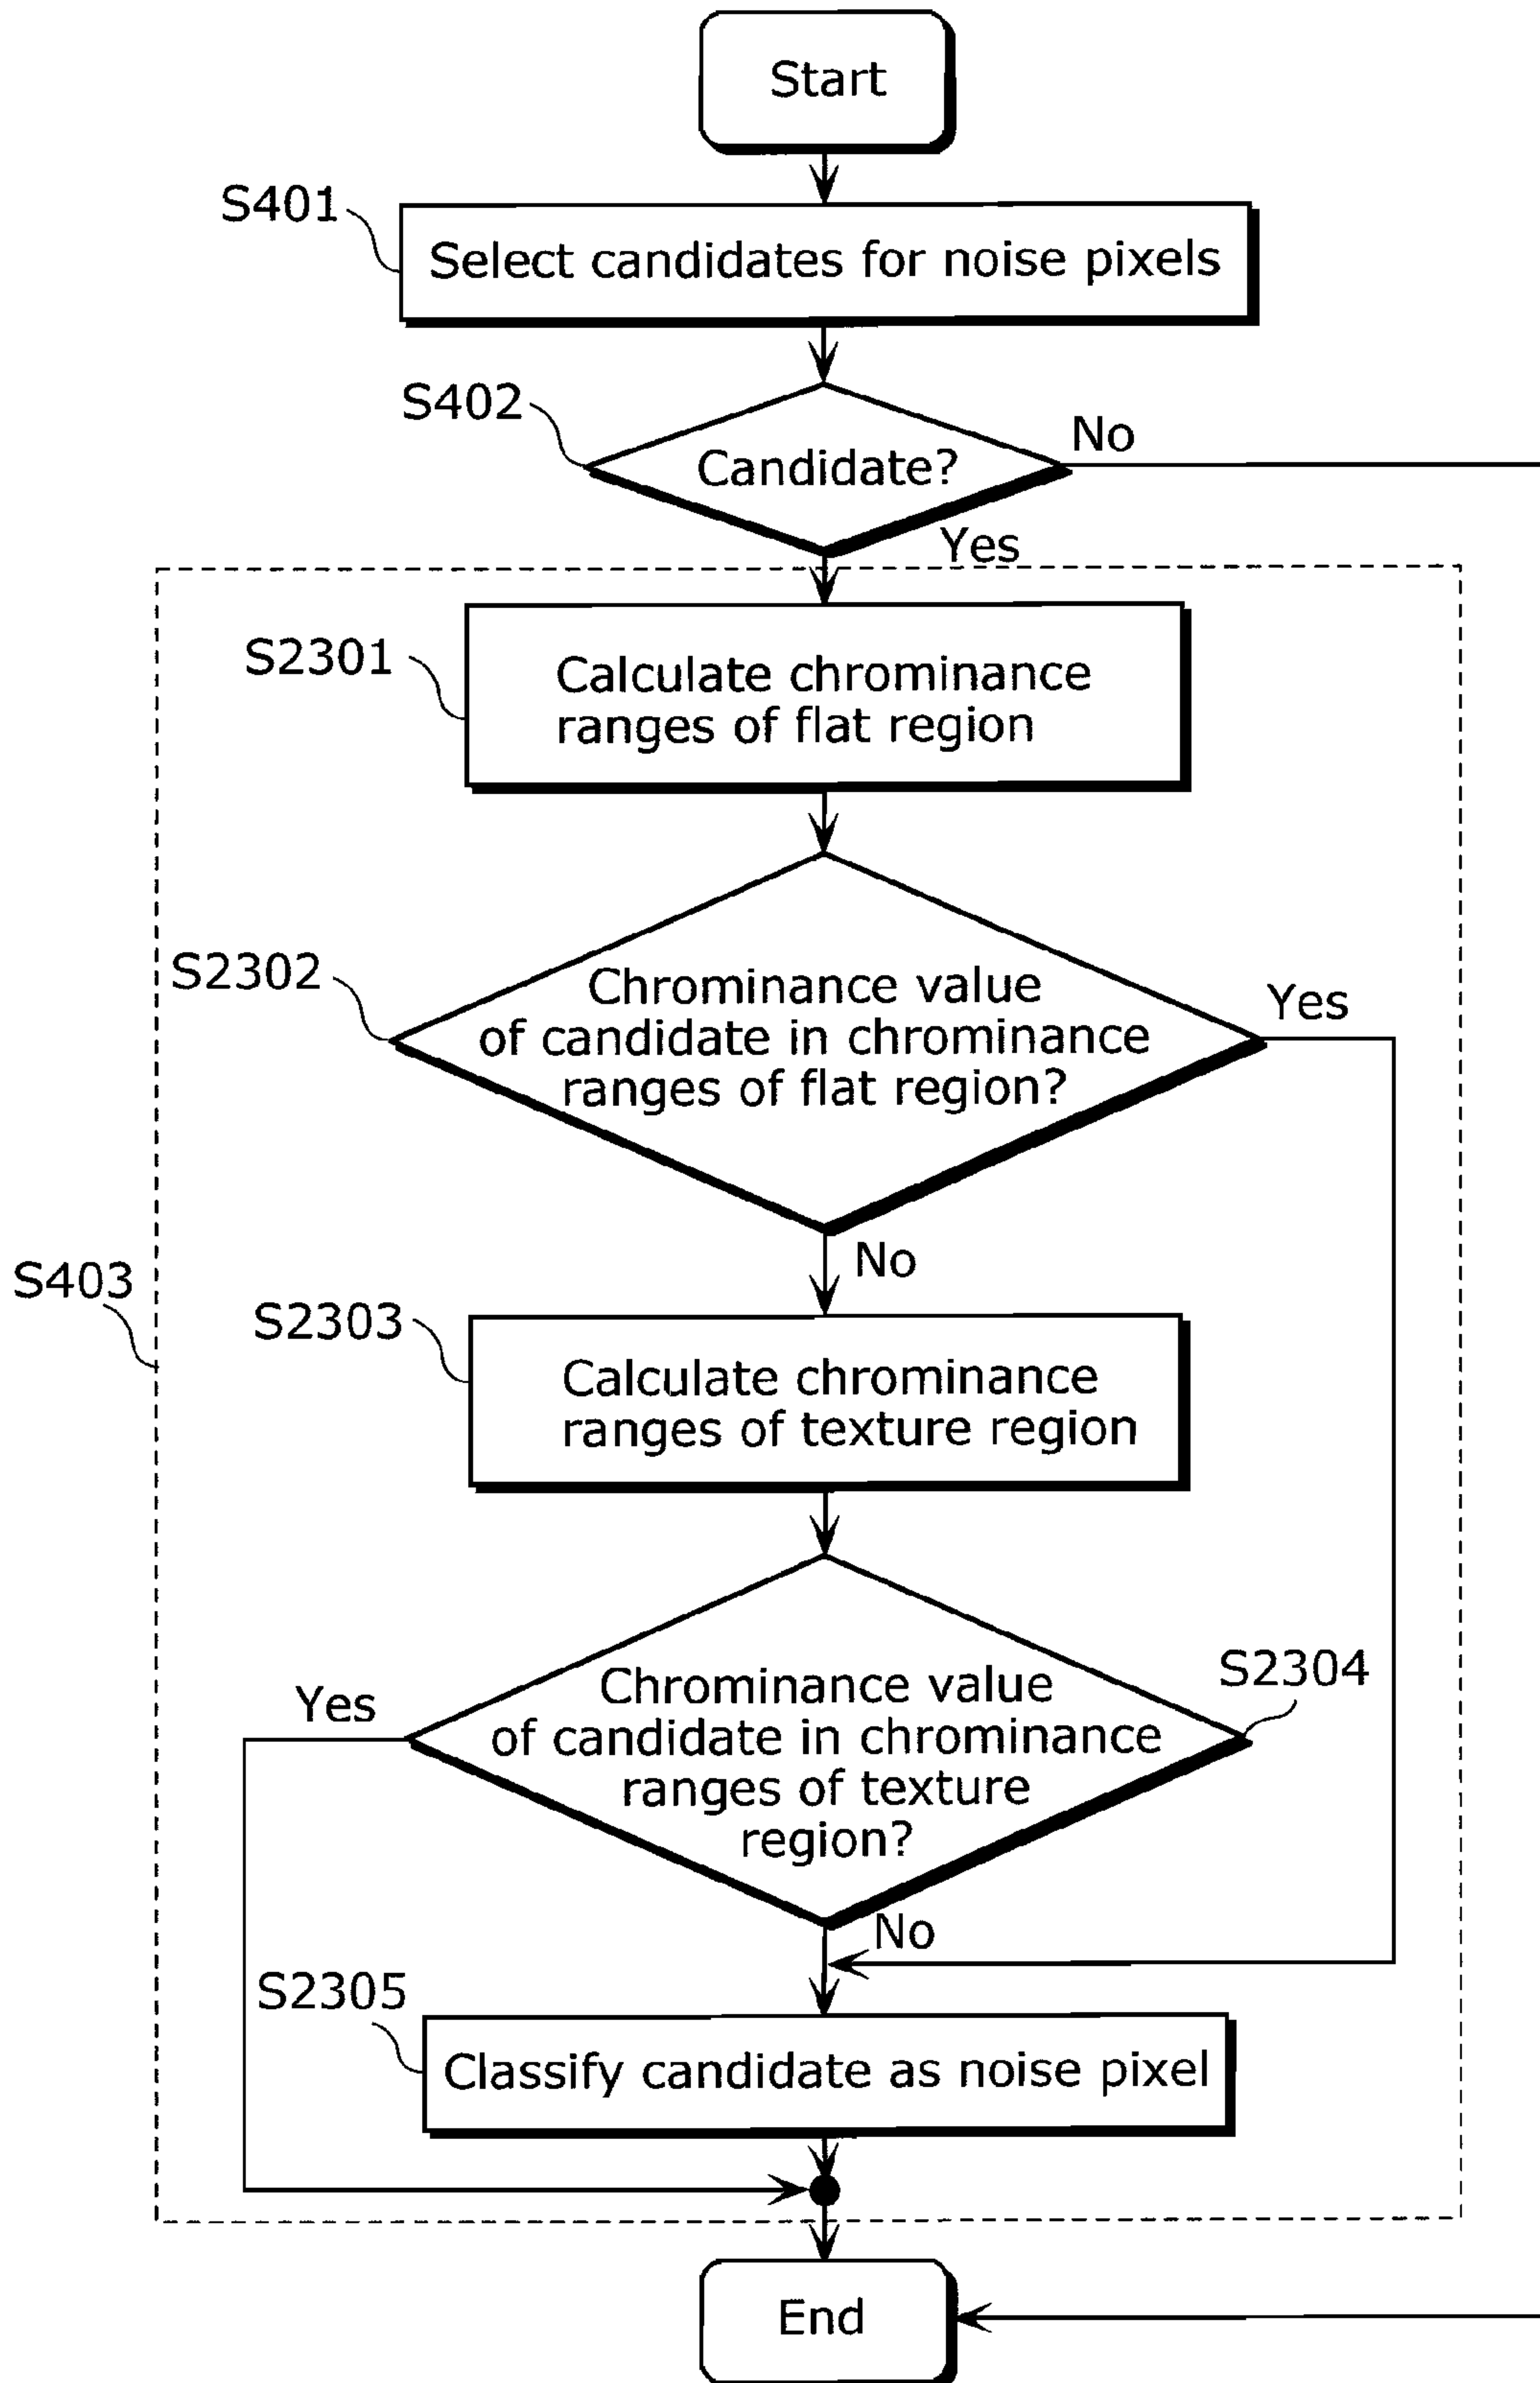 Start
S401
Select candidates for noise pixels
S402
Candidate?
No
Yes
S2301
Calculate chrominance
ranges of flat region
S2302
Chrominance value
of candidate in chrominance
ranges of flat region?
Yes
No
S403
S2303
Calculate chrominance
ranges of texture region
S2304
Chrominance value
of candidate in chrominance
ranges of texture
region?
Yes
No
S2305
Classify candidate as noise pixel
End